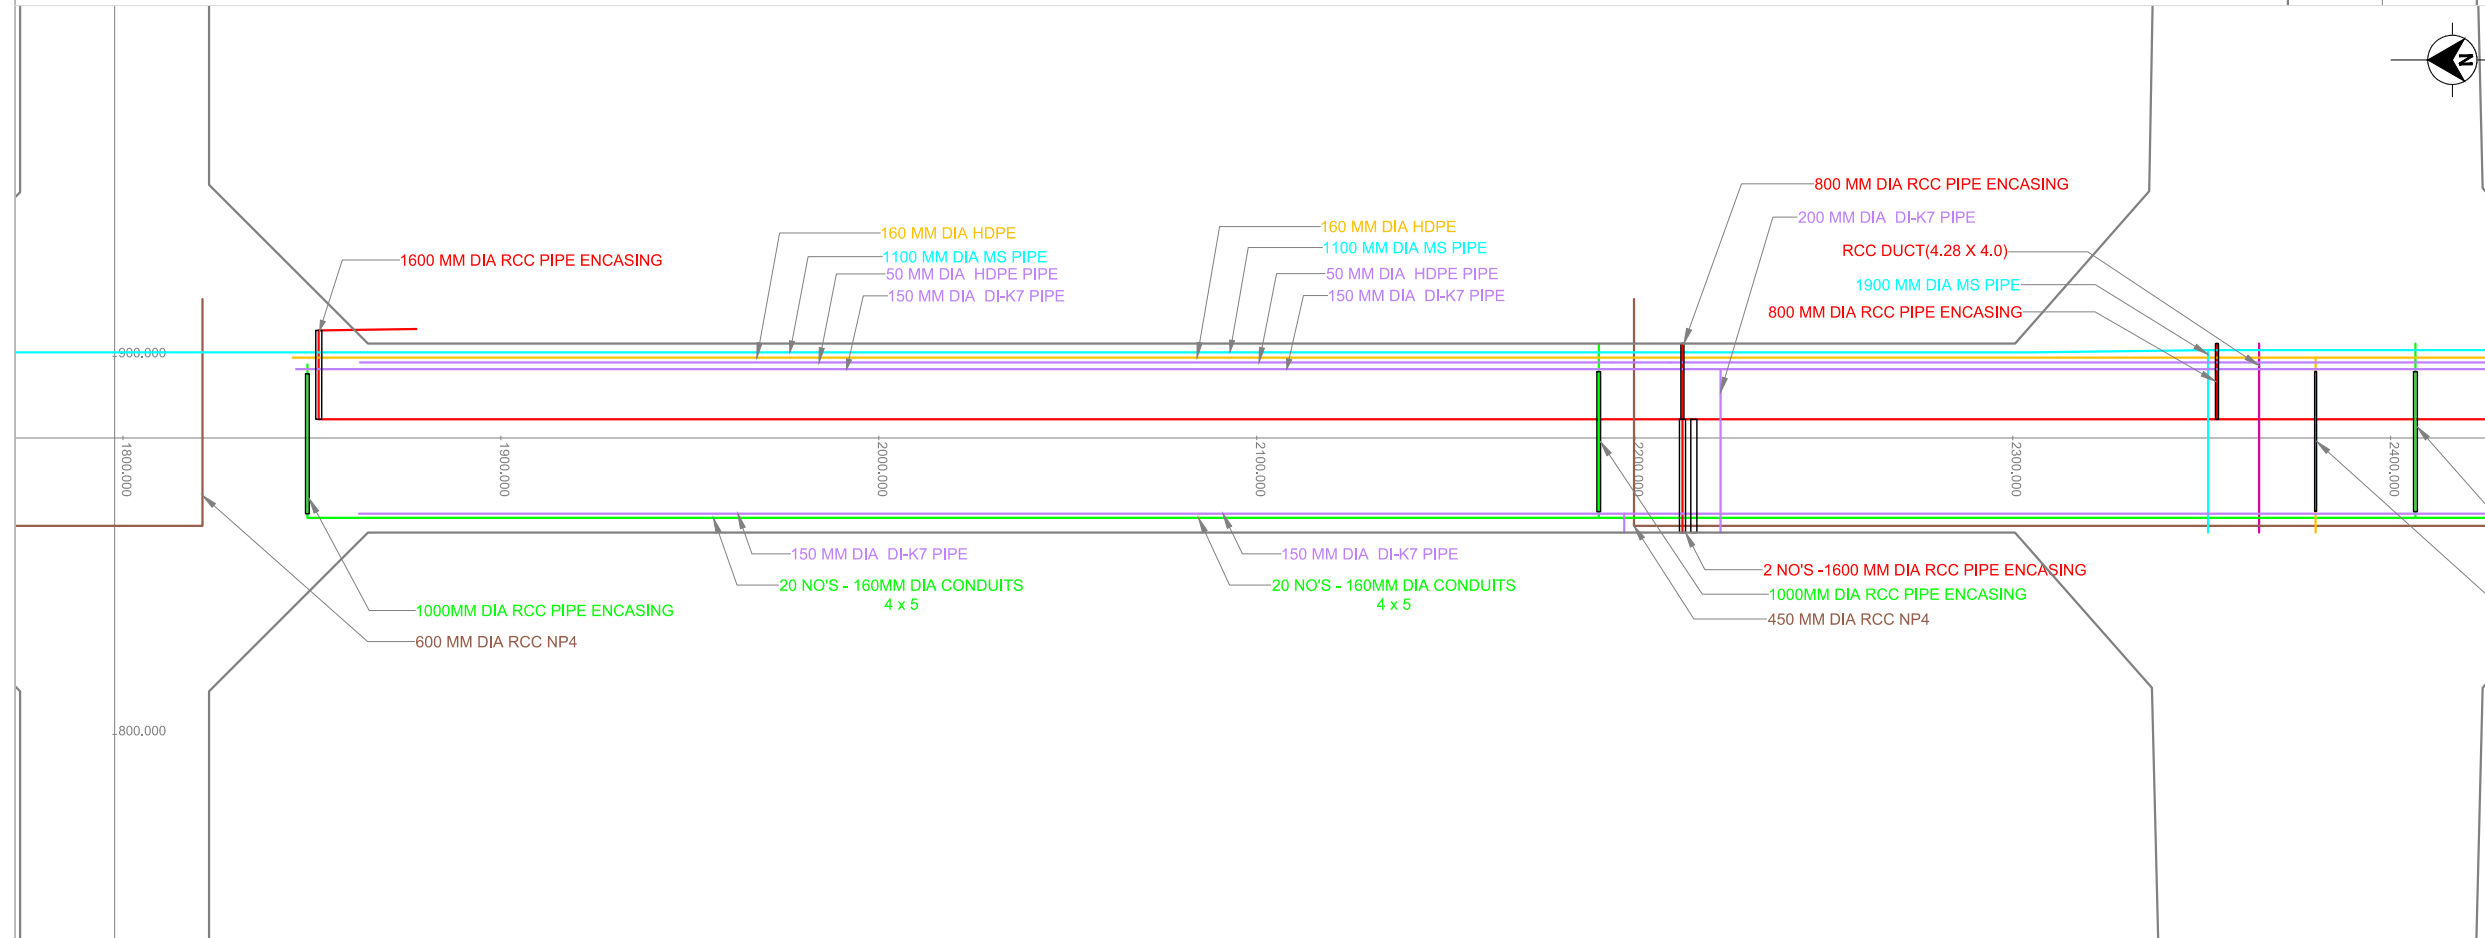 N
800 MM DIA RCC PIPE ENCASING
200 MM DIA  DI-K7 PIPE
160 MM DIA HDPE
160 MM DIA HDPE
1100 MM DIA MS PIPE
RCC DUCT(4.28 X 4.0)
1600 MM DIA RCC PIPE ENCASING
1100 MM DIA MS PIPE
50 MM DIA  HDPE PIPE
50 MM DIA  HDPE PIPE
1900 MM DIA MS PIPE
150 MM DIA  DI-K7 PIPE
150 MM DIA  DI-K7 PIPE
800 MM DIA RCC PIPE ENCASING
1900.000
1800.000
1900.000
2000.000
2100.000
2200.000
2300.000
2400.000
150 MM DIA  DI-K7 PIPE
150 MM DIA  DI-K7 PIPE
2 NO'S -1600 MM DIA RCC PIPE ENCASING
20 NO'S - 160MM DIA CONDUITS
4 x 5
20 NO'S - 160MM DIA CONDUITS
4 x 5
1000MM DIA RCC PIPE ENCASING
1000MM DIA RCC PIPE ENCASING
450 MM DIA RCC NP4
600 MM DIA RCC NP4
1800.000